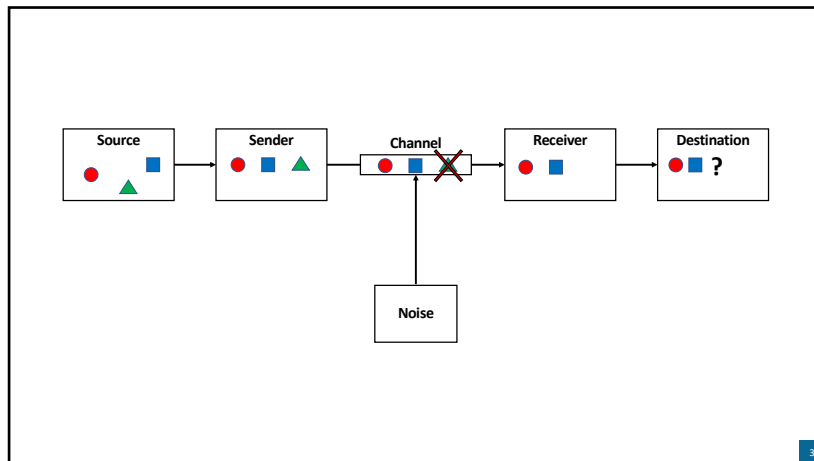 Source
Sender
Channel
Receiver
Destination
?
Noise
3